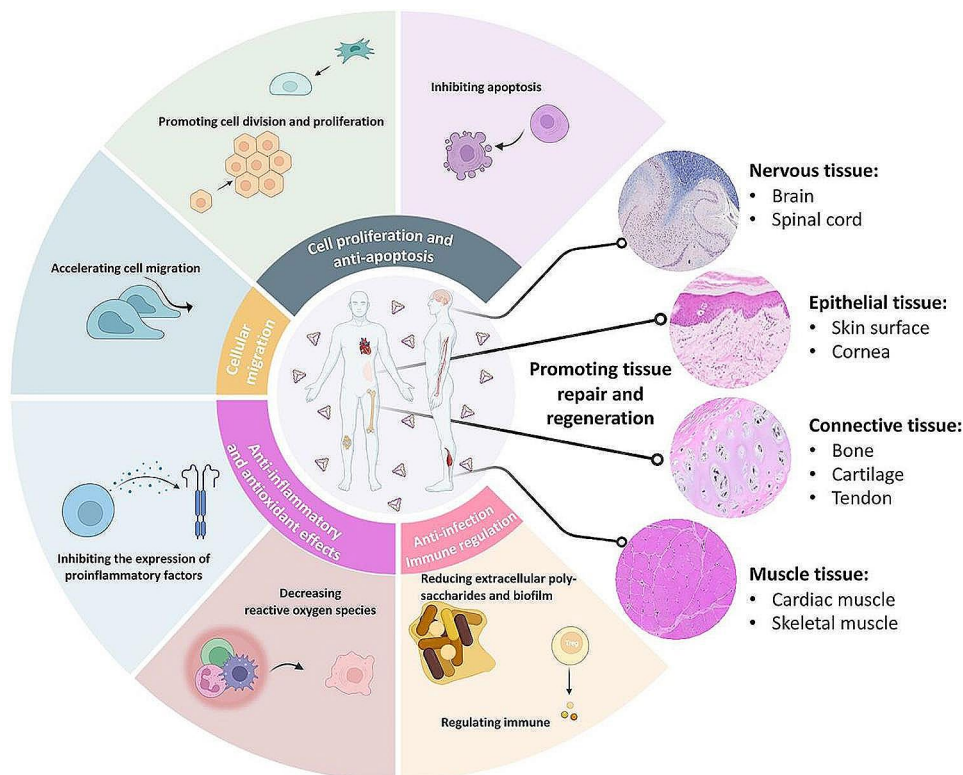 Inhibiting apoptosis
Promoting cell division and proliferation
Accelerating cell migration
Inhibiting the expression of
proinflammatory factors
Decreasing
reactive oxygen species
Reducing extracellular poly-
saccharides and biofilm
Treg
Regulating immune
Cell proliferation and
anti-apoptosis
Cellular
migration
Anti-inflammatory
and antioxidant effects
Anti-infection
Immune regulation
Promoting tissue
repair and
regeneration
Nervous tissue:
• Brain
• Spinal cord
Epithelial tissue:
• Skin surface
• Cornea
Connective tissue:
• Bone
• Cartilage
• Tendon
Muscle tissue:
• Cardiac muscle
• Skeletal muscle